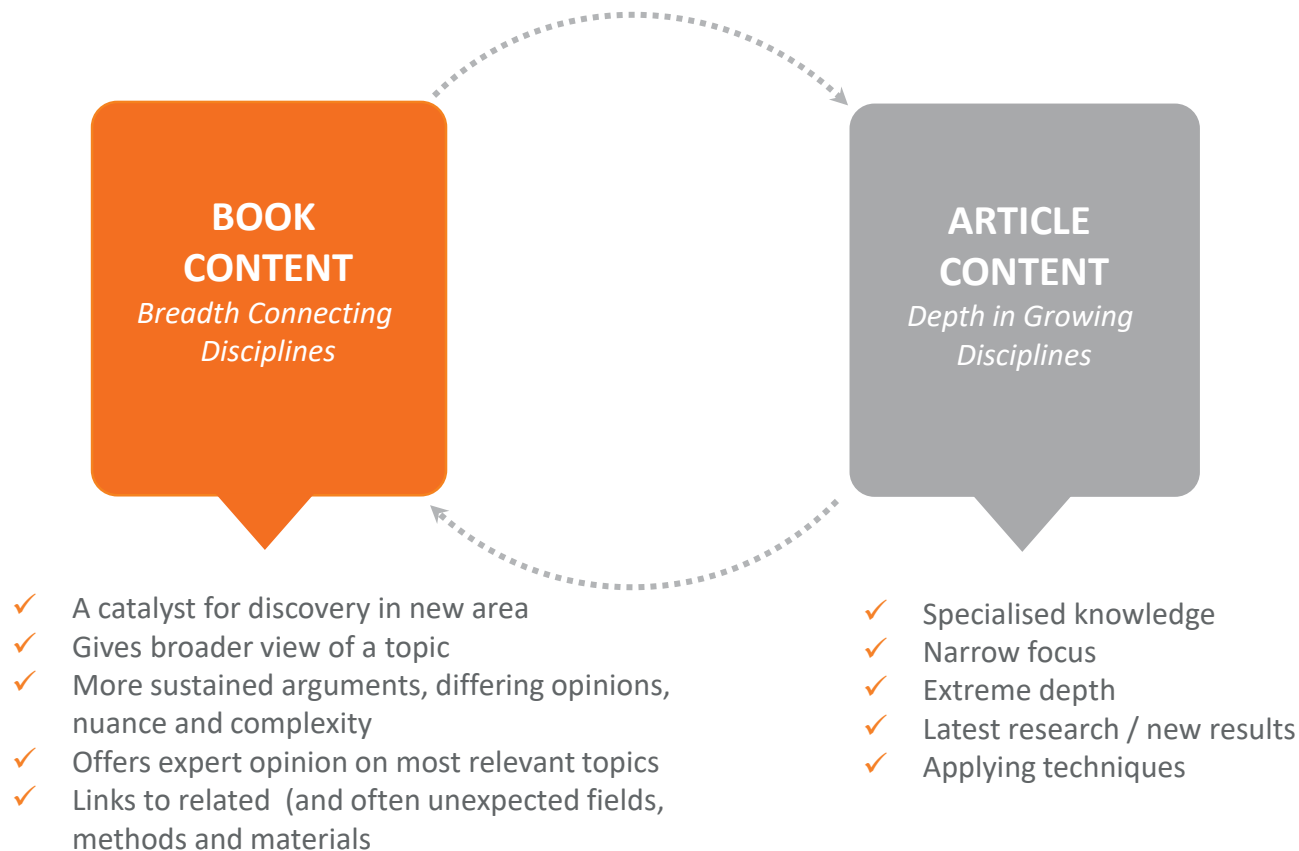 BOOK
CONTENT
Breadth Connecting
Disciplines
✓ A catalyst for discovery in new area
✓ Gives broader view of a topic
✓ More sustained arguments, differing opinions,
nuance and complexity
✓ Offers expert opinion on most relevant topics
✓ Links to related (and often unexpected fields,
methods and materials
ARTICLE
CONTENT
Depth in Growing
Disciplines
✓ Specialised knowledge
✓ Narrow focus
✓ Extreme depth
✓ Latest research / new results
✓ Applying techniques